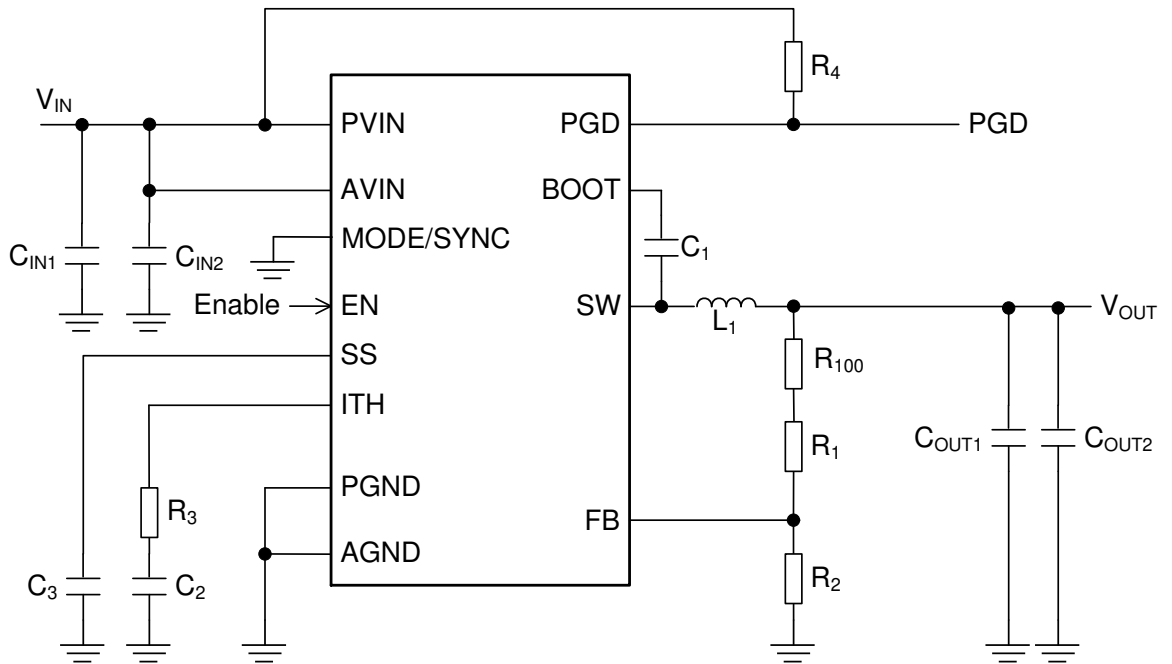 R4
VIN
PVIN
PGD
PGD
AVIN
BOOT
MODE/SYNC
CIN1
CIN2
C1
Enable
EN
SW
L1
VOUT
SS
R100
ITH
R1
COUT1
COUT2
PGND
R3
FB
AGND
C3
C2
R2